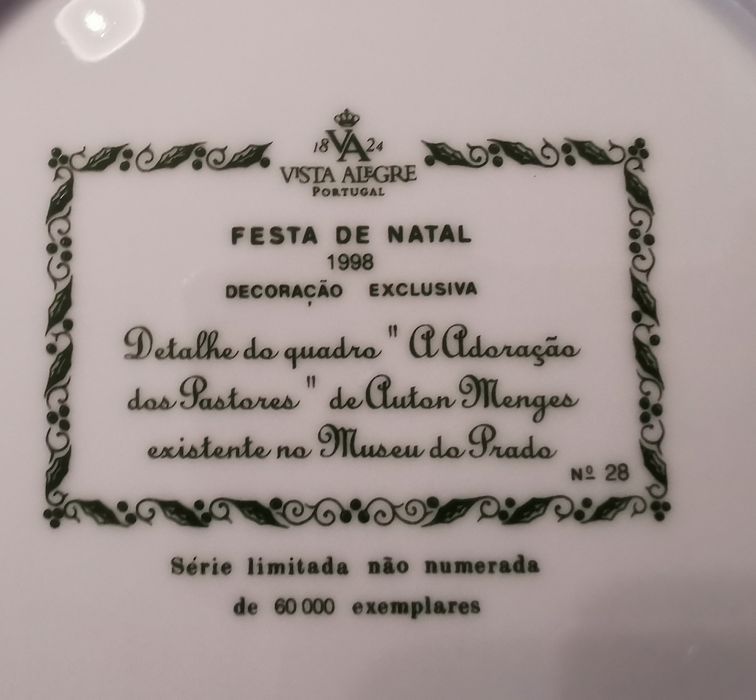 18 VA 24
VISTA ALEGRE
PORTUGAL
FESTA DE NATAL
1998
DECORAÇÃO EXCLUSIVA
Detalhe do quadro "A Adoração
dos Pastores" de Anton Menges
existente no Museu do Prado
Nº 28
Série limitada não numerada
de 60 000 exemplares